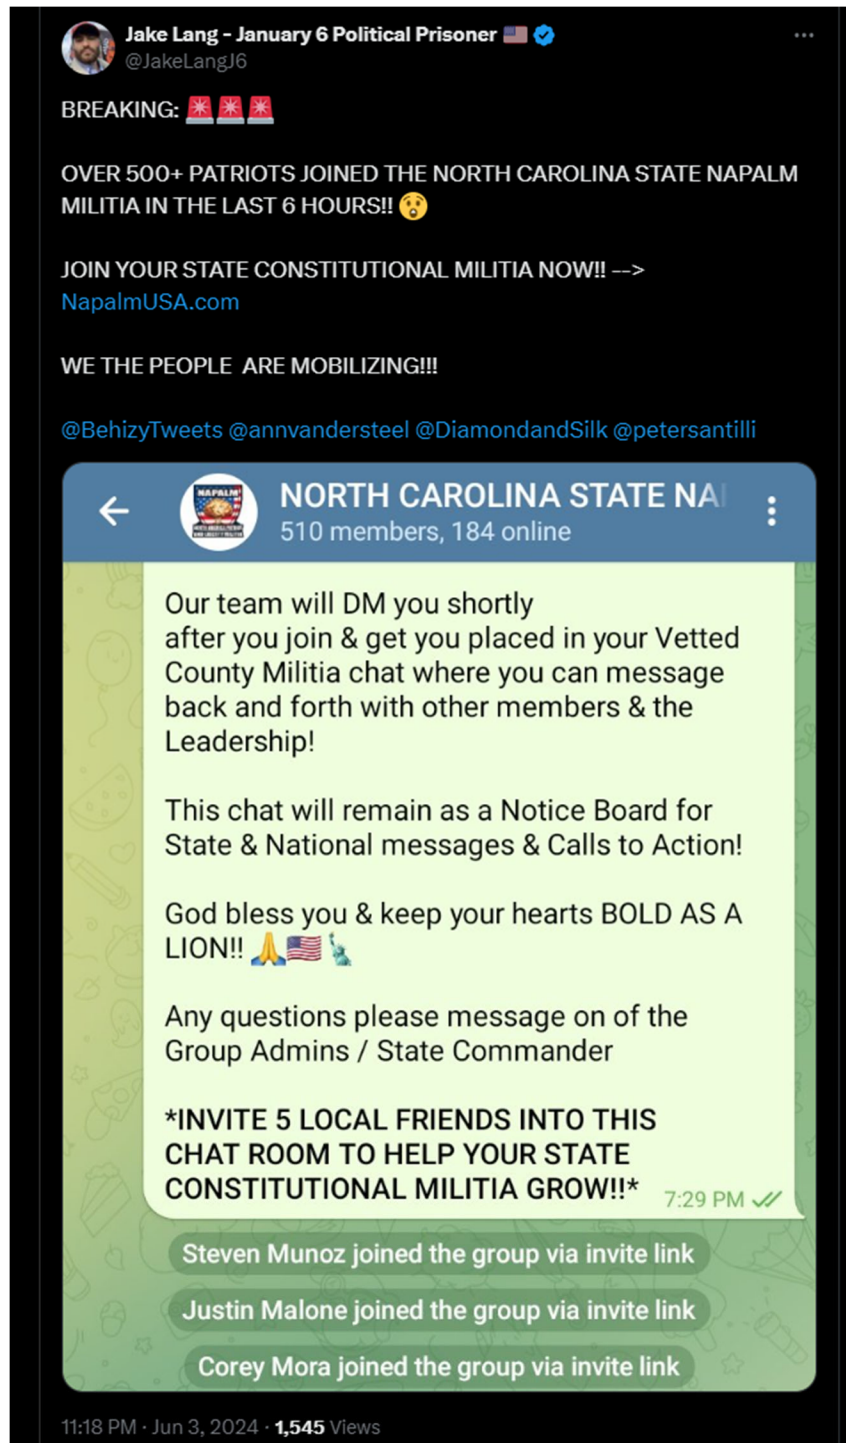 Jake Lang - January 6 Political Prisoner 🇺🇸
@JakeLangJ6
BREAKING: 🚨🚨🚨
OVER 500+ PATRIOTS JOINED THE NORTH CAROLINA STATE NAPALM
MILITIA IN THE LAST 6 HOURS!! 😲
JOIN YOUR STATE CONSTITUTIONAL MILITIA NOW!! -->
NapalmUSA.com
WE THE PEOPLE ARE MOBILIZING!!!
@BehizyTweets @annvandersteel @DiamondandSilk @petersantilli
NAPALM
NORTH CAROLINA STATE NA
510 members, 184 online
Our team will DM you shortly
after you join & get you placed in your Vetted
County Militia chat where you can message
back and forth with other members & the
Leadership!
This chat will remain as a Notice Board for
State & National messages & Calls to Action!
God bless you & keep your hearts BOLD AS A
LION!! 🙏🇺🇸🗽
Any questions please message on of the
Group Admins / State Commander
*INVITE 5 LOCAL FRIENDS INTO THIS
CHAT ROOM TO HELP YOUR STATE
CONSTITUTIONAL MILITIA GROW!!*
7:29 PM
Steven Munoz joined the group via invite link
Justin Malone joined the group via invite link
Corey Mora joined the group via invite link
11:18 PM · Jun 3, 2024 · 1,545 Views